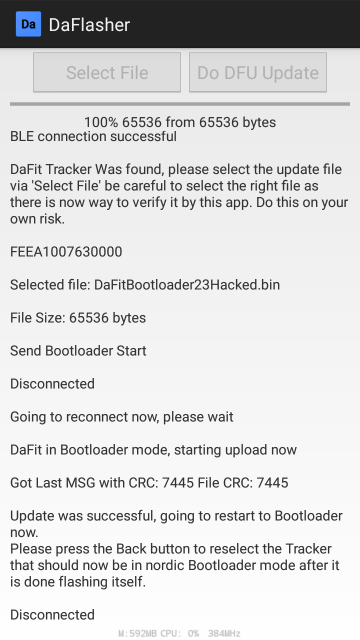 Da DaFlasher
Select File Do DFU Update
100% 65536 from 65536 bytes
BLE connection successful
DaFit Tracker Was found, please select the update file
via 'Select File' be careful to select the right file as
there is now way to verify it by this app. Do this on your
own risk.
FEEA1007630000
Selected file: DaFitBootloader23Hacked.bin
File Size: 65536 bytes
Send Bootloader Start
Disconnected
Going to reconnect now, please wait
DaFit in Bootloader mode, starting upload now
Got Last MSG with CRC: 7445 File CRC: 7445
Update was successful, going to restart to Bootloader
now.
Please press the Back button to reselect the Tracker
that should now be in nordic Bootloader mode after it
is done flashing itself.
Disconnected
M:592MB CPU: 0% 384MHz